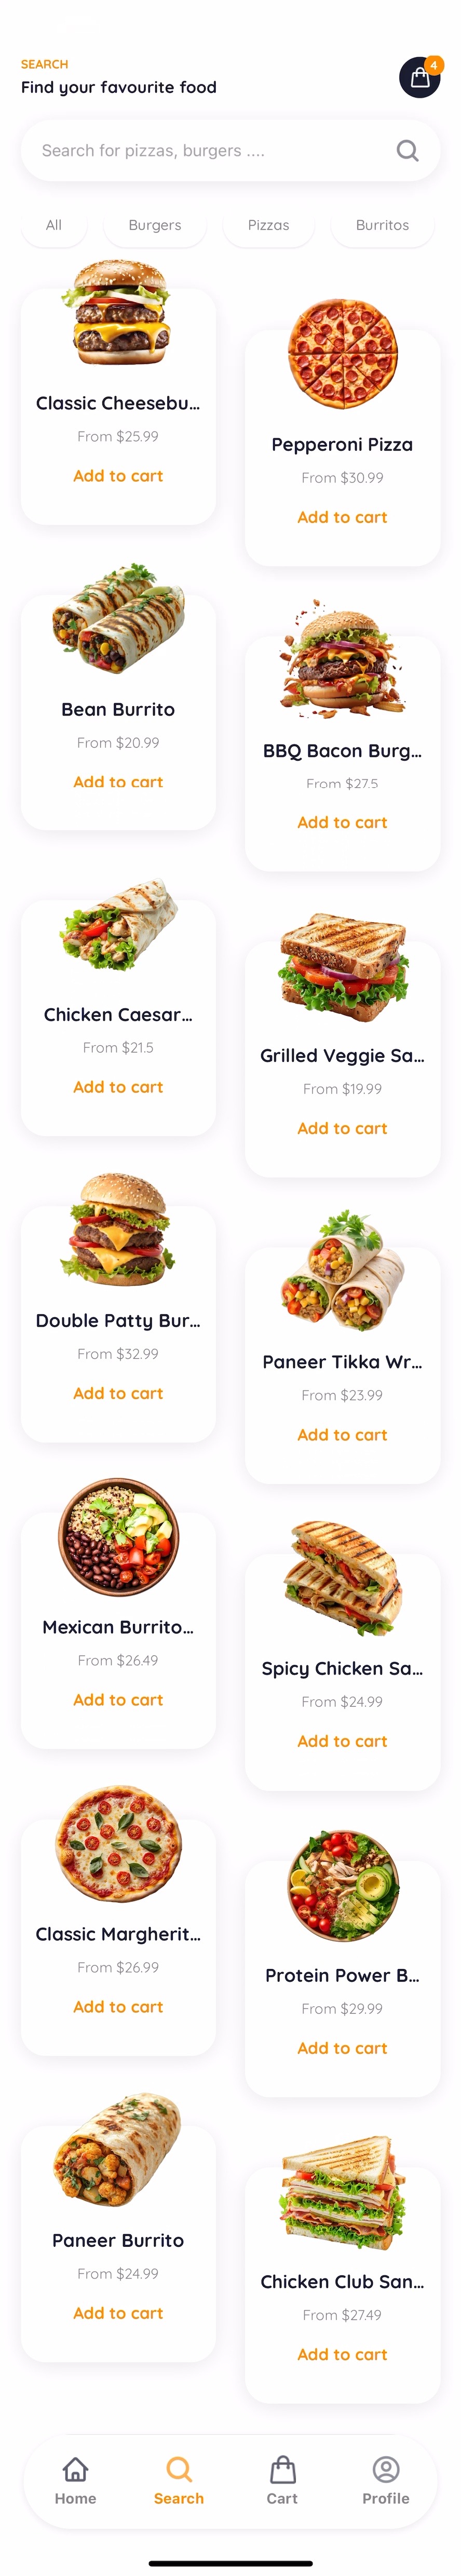 SEARCH
Find your favourite food
4
Search for pizzas, burgers ....
All
Burgers
Pizzas
Burritos
Classic Cheesebu...
From $25.99
Add to cart
Pepperoni Pizza
From $30.99
Add to cart
Bean Burrito
From $20.99
Add to cart
BBQ Bacon Burg...
From $27.5
Add to cart
Chicken Caesar...
From $21.5
Add to cart
Grilled Veggie Sa...
From $19.99
Add to cart
Double Patty Bur...
From $32.99
Add to cart
Paneer Tikka Wr...
From $23.99
Add to cart
Mexican Burrito...
From $26.49
Add to cart
Spicy Chicken Sa...
From $24.99
Add to cart
Classic Margherit...
From $26.99
Add to cart
Protein Power B...
From $29.99
Add to cart
Paneer Burrito
From $24.99
Add to cart
Chicken Club San...
From $27.49
Add to cart
Home
Search
Cart
Profile